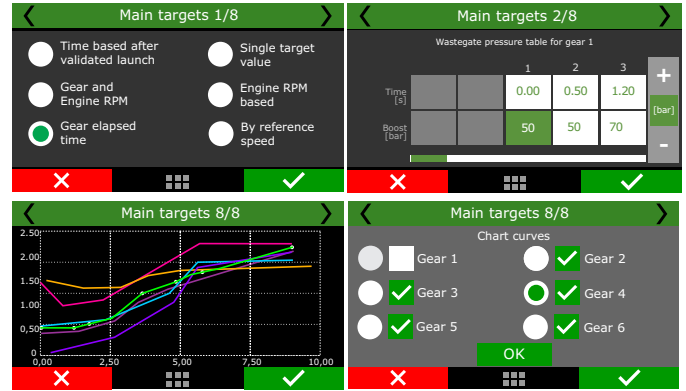 Main targets 1/8
Time based after
validated launch
Single target
value
Gear and
Engine RPM
Engine RPM
based
Gear elapsed
time
By reference
speed
Main targets 2/8
Wastegate pressure table for gear 1
1 2 3
Time
[s]
0.00 0.50 1.20
Boost
[bar]
50 50 70
+
[bar]
-
Main targets 8/8
2.50
2.00
1.50
1.00
0,50
0
0,00 2,50 5,00 7,50 10,00
Main targets 8/8
Chart curves
Gear 1 Gear 2
Gear 3 Gear 4
Gear 5 Gear 6
OK